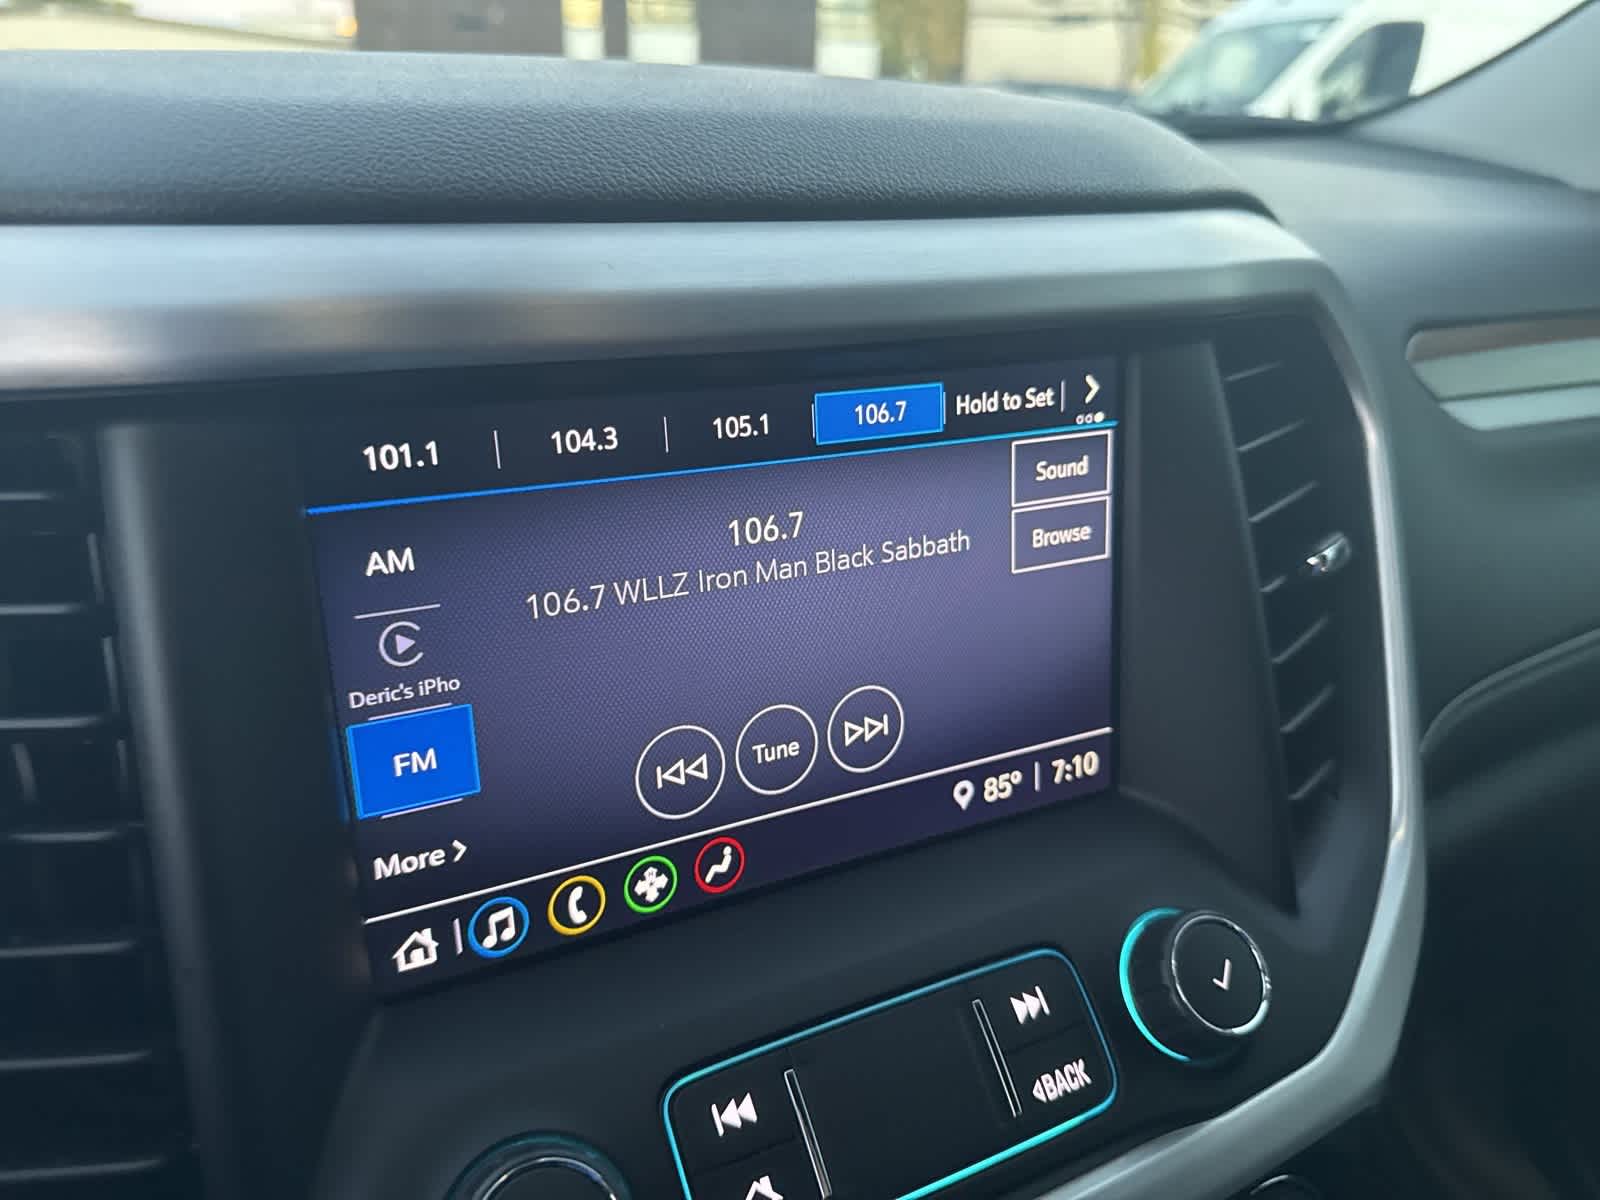 101.1 | 104.3 | 105.1 | 106.7 Hold to Set |
Sound
Browse
AM
106.7
106.7 WLLZ Iron Man Black Sabbath
Deric's iPho
FM
Tune
More
85° | 7:10
BACK